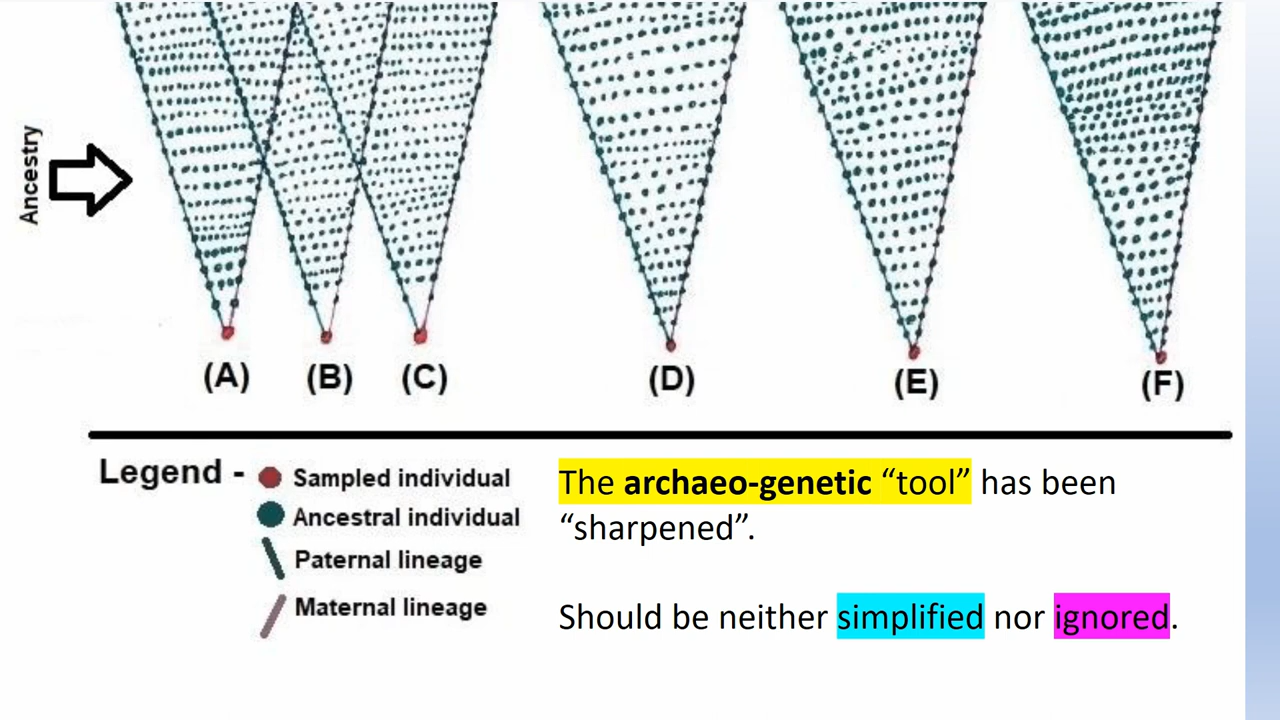 Ancestry
(A) (B) (C) (D) (E) (F)
Legend -
Sampled individual
Ancestral individual
Paternal lineage
Maternal lineage
The archaeo-genetic “tool” has been
“sharpened”.
Should be neither simplified nor ignored.